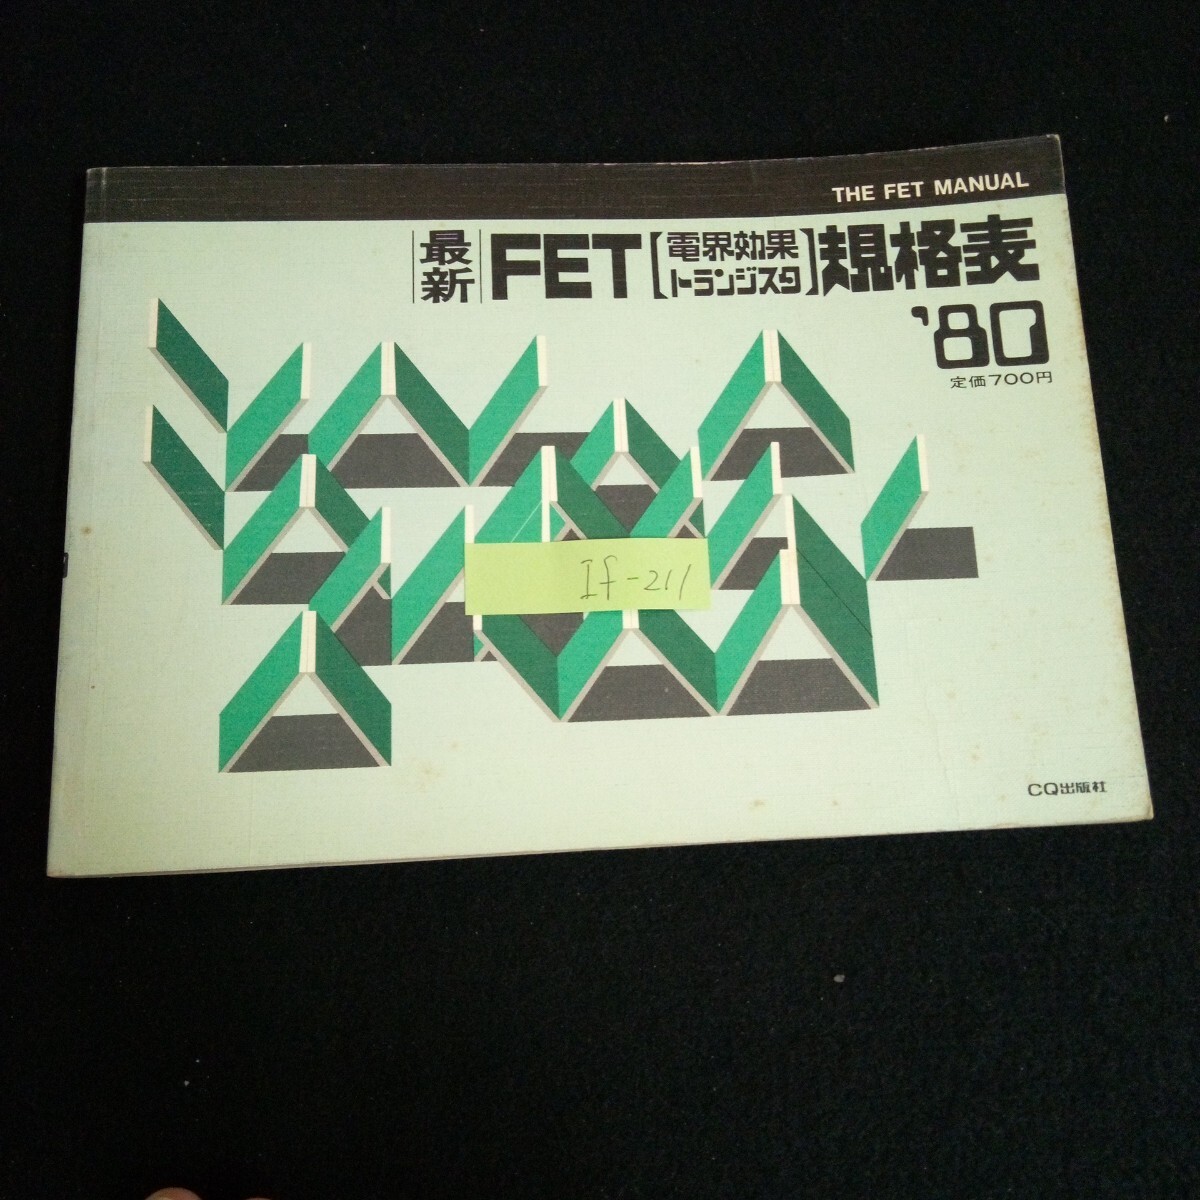 THE FET MANUAL
最新 FET【電界効果トランジスタ】規格表
'80
定価700円
If-211
CQ出版社